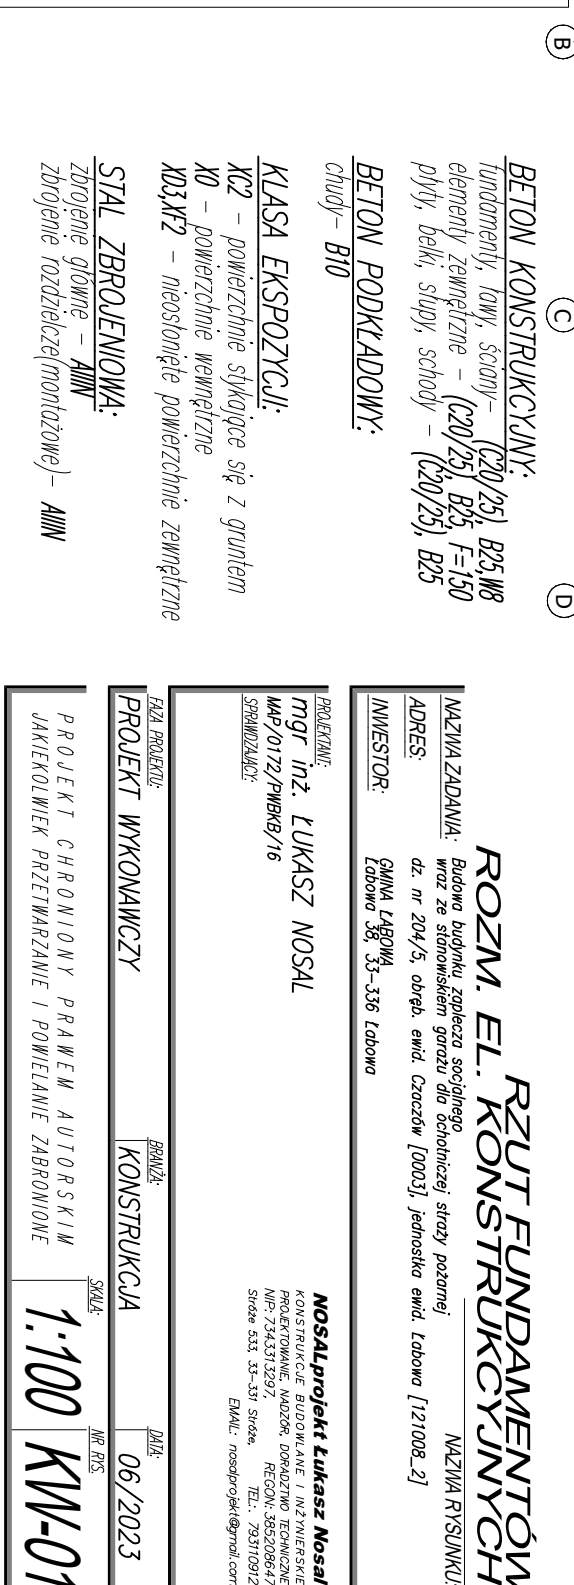 B
C
D
BETON KONSTRUKCYJNY:
fundamenty, ławy, ściany– (C20/25), B25,W8
elementy zewnętrzne – (C20/25), B25, F=150
płyty, belki, słupy, schody – (C20/25), B25
BETON PODKŁADOWY:
chudy– B10
KLASA EKSPOZYCJI:
XC2 – powierzchnie stykające się z gruntem
X0 – powierzchnie wewnętrzne
XD3,XF2 – nieosłonięte powierzchnie zewnętrzne
STAL ZBROJENIOWA:
zbrojenie główne – AIIIN
zbrojenie rozdzielcze(montażowe)– AIIIN
RZUT FUNDAMENTÓW
ROZM. EL. KONSTRUKCYJNYCH
NAZWA RYSUNKU:
NAZWA ZADANIA:
Budowa budynku zaplecza socjalnego
wraz ze stanowiskiem garażu dla ochotniczej straży pożarnej
ADRES:
dz. nr 204/5, obręb. ewid. Czaczów [0003], jednostka ewid. Łabowa [121008_2]
INWESTOR:
GMINA ŁABOWA
Łabowa 38, 33–336 Łabowa
PROJEKTANT:
mgr inż. ŁUKASZ NOSAL
MAP/0172/PWBKB/16
SPRAWDZAJĄCY:
NOSALprojekt Łukasz Nosal
KONSTRUKCJE BUDOWLANE I INŻYNIERSKIE
PROJEKTOWANIE, NADZÓR, DORADZTWO TECHNICZNE
NIP: 7343313297, REGON: 385208647
Stróże 533, 33–331 Stróże, TEL.: 793110912
EMAIL: nosalprojekt@gmail.com
FAZA PROJEKTU:
PROJEKT WYKONAWCZY
BRANŻA:
KONSTRUKCJA
DATA:
06/2023
PROJEKT CHRONIONY PRAWEM AUTORSKIM
JAKIEKOLWIEK PRZETWARZANIE I POWIELANIE ZABRONIONE
SKALA:
1:100
NR RYS.
KW-01